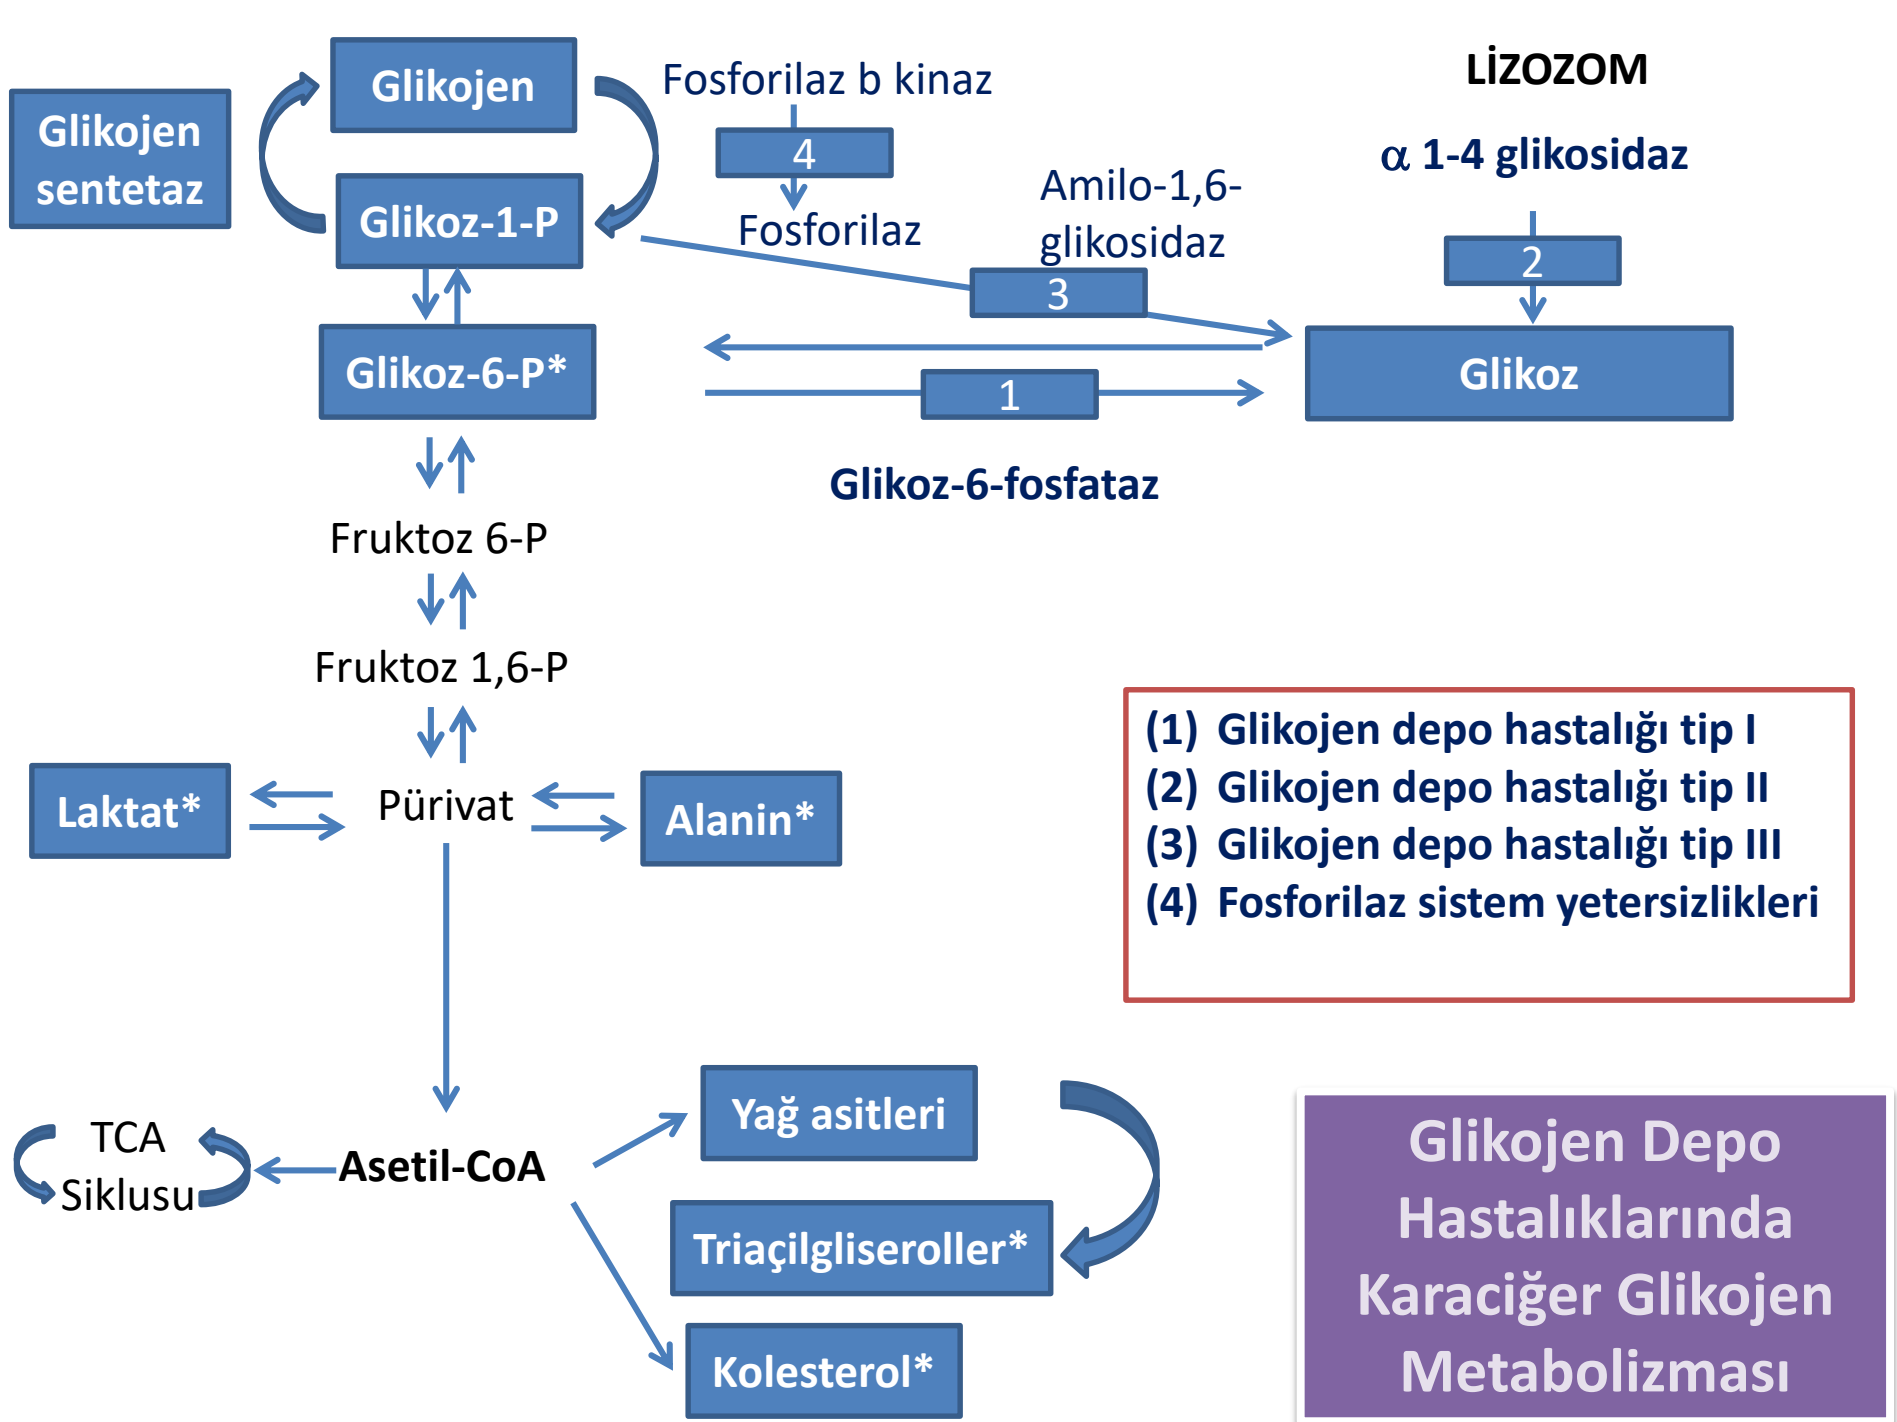 Glikojen
sentetaz
Glikojen
Glikoz-1-P
Glikoz-6-P*
Fosforilaz b kinaz
4
Fosforilaz
Amilo-1,6-
glikosidaz
3
LİZOZOM
α 1-4 glikosidaz
2
Glikoz
1
Glikoz-6-fosfataz
Fruktoz 6-P
Fruktoz 1,6-P
Laktat*
Pürivat
Alanin*
(1) Glikojen depo hastalığı tip I
(2) Glikojen depo hastalığı tip II
(3) Glikojen depo hastalığı tip III
(4) Fosforilaz sistem yetersizlikleri
TCA
Siklusu
Asetil-CoA
Yağ asitleri
Triaçilgliseroller*
Kolesterol*
Glikojen Depo
Hastalıklarında
Karaciğer Glikojen
Metabolizması